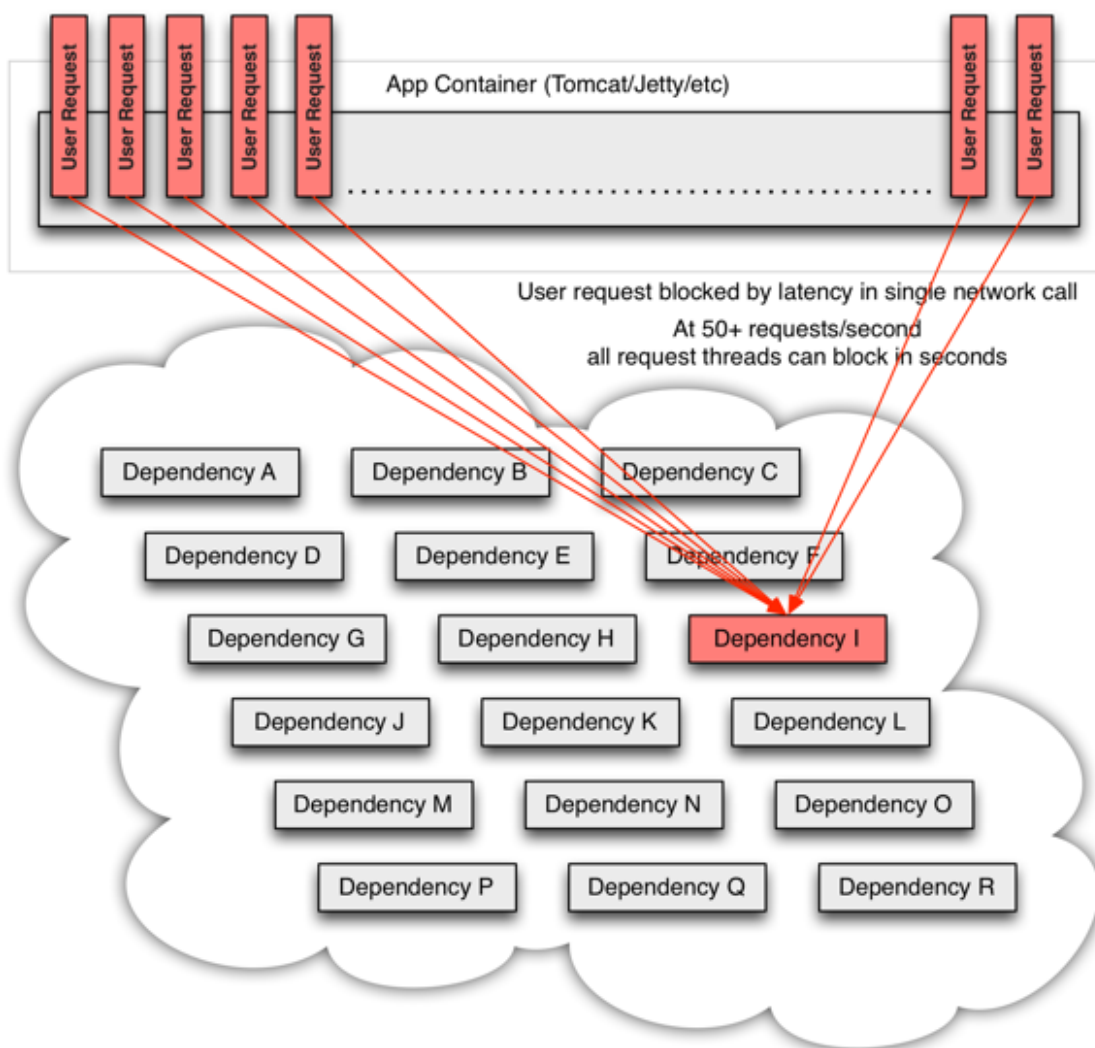 User Request
User Request
User Request
User Request
User Request
User Request
User Request
App Container (Tomcat/Jetty/etc)
User request blocked by latency in single network call
At 50+ requests/second
all request threads can block in seconds
Dependency A
Dependency B
Dependency C
Dependency D
Dependency E
Dependency F
Dependency G
Dependency H
Dependency I
Dependency J
Dependency K
Dependency L
Dependency M
Dependency N
Dependency O
Dependency P
Dependency Q
Dependency R